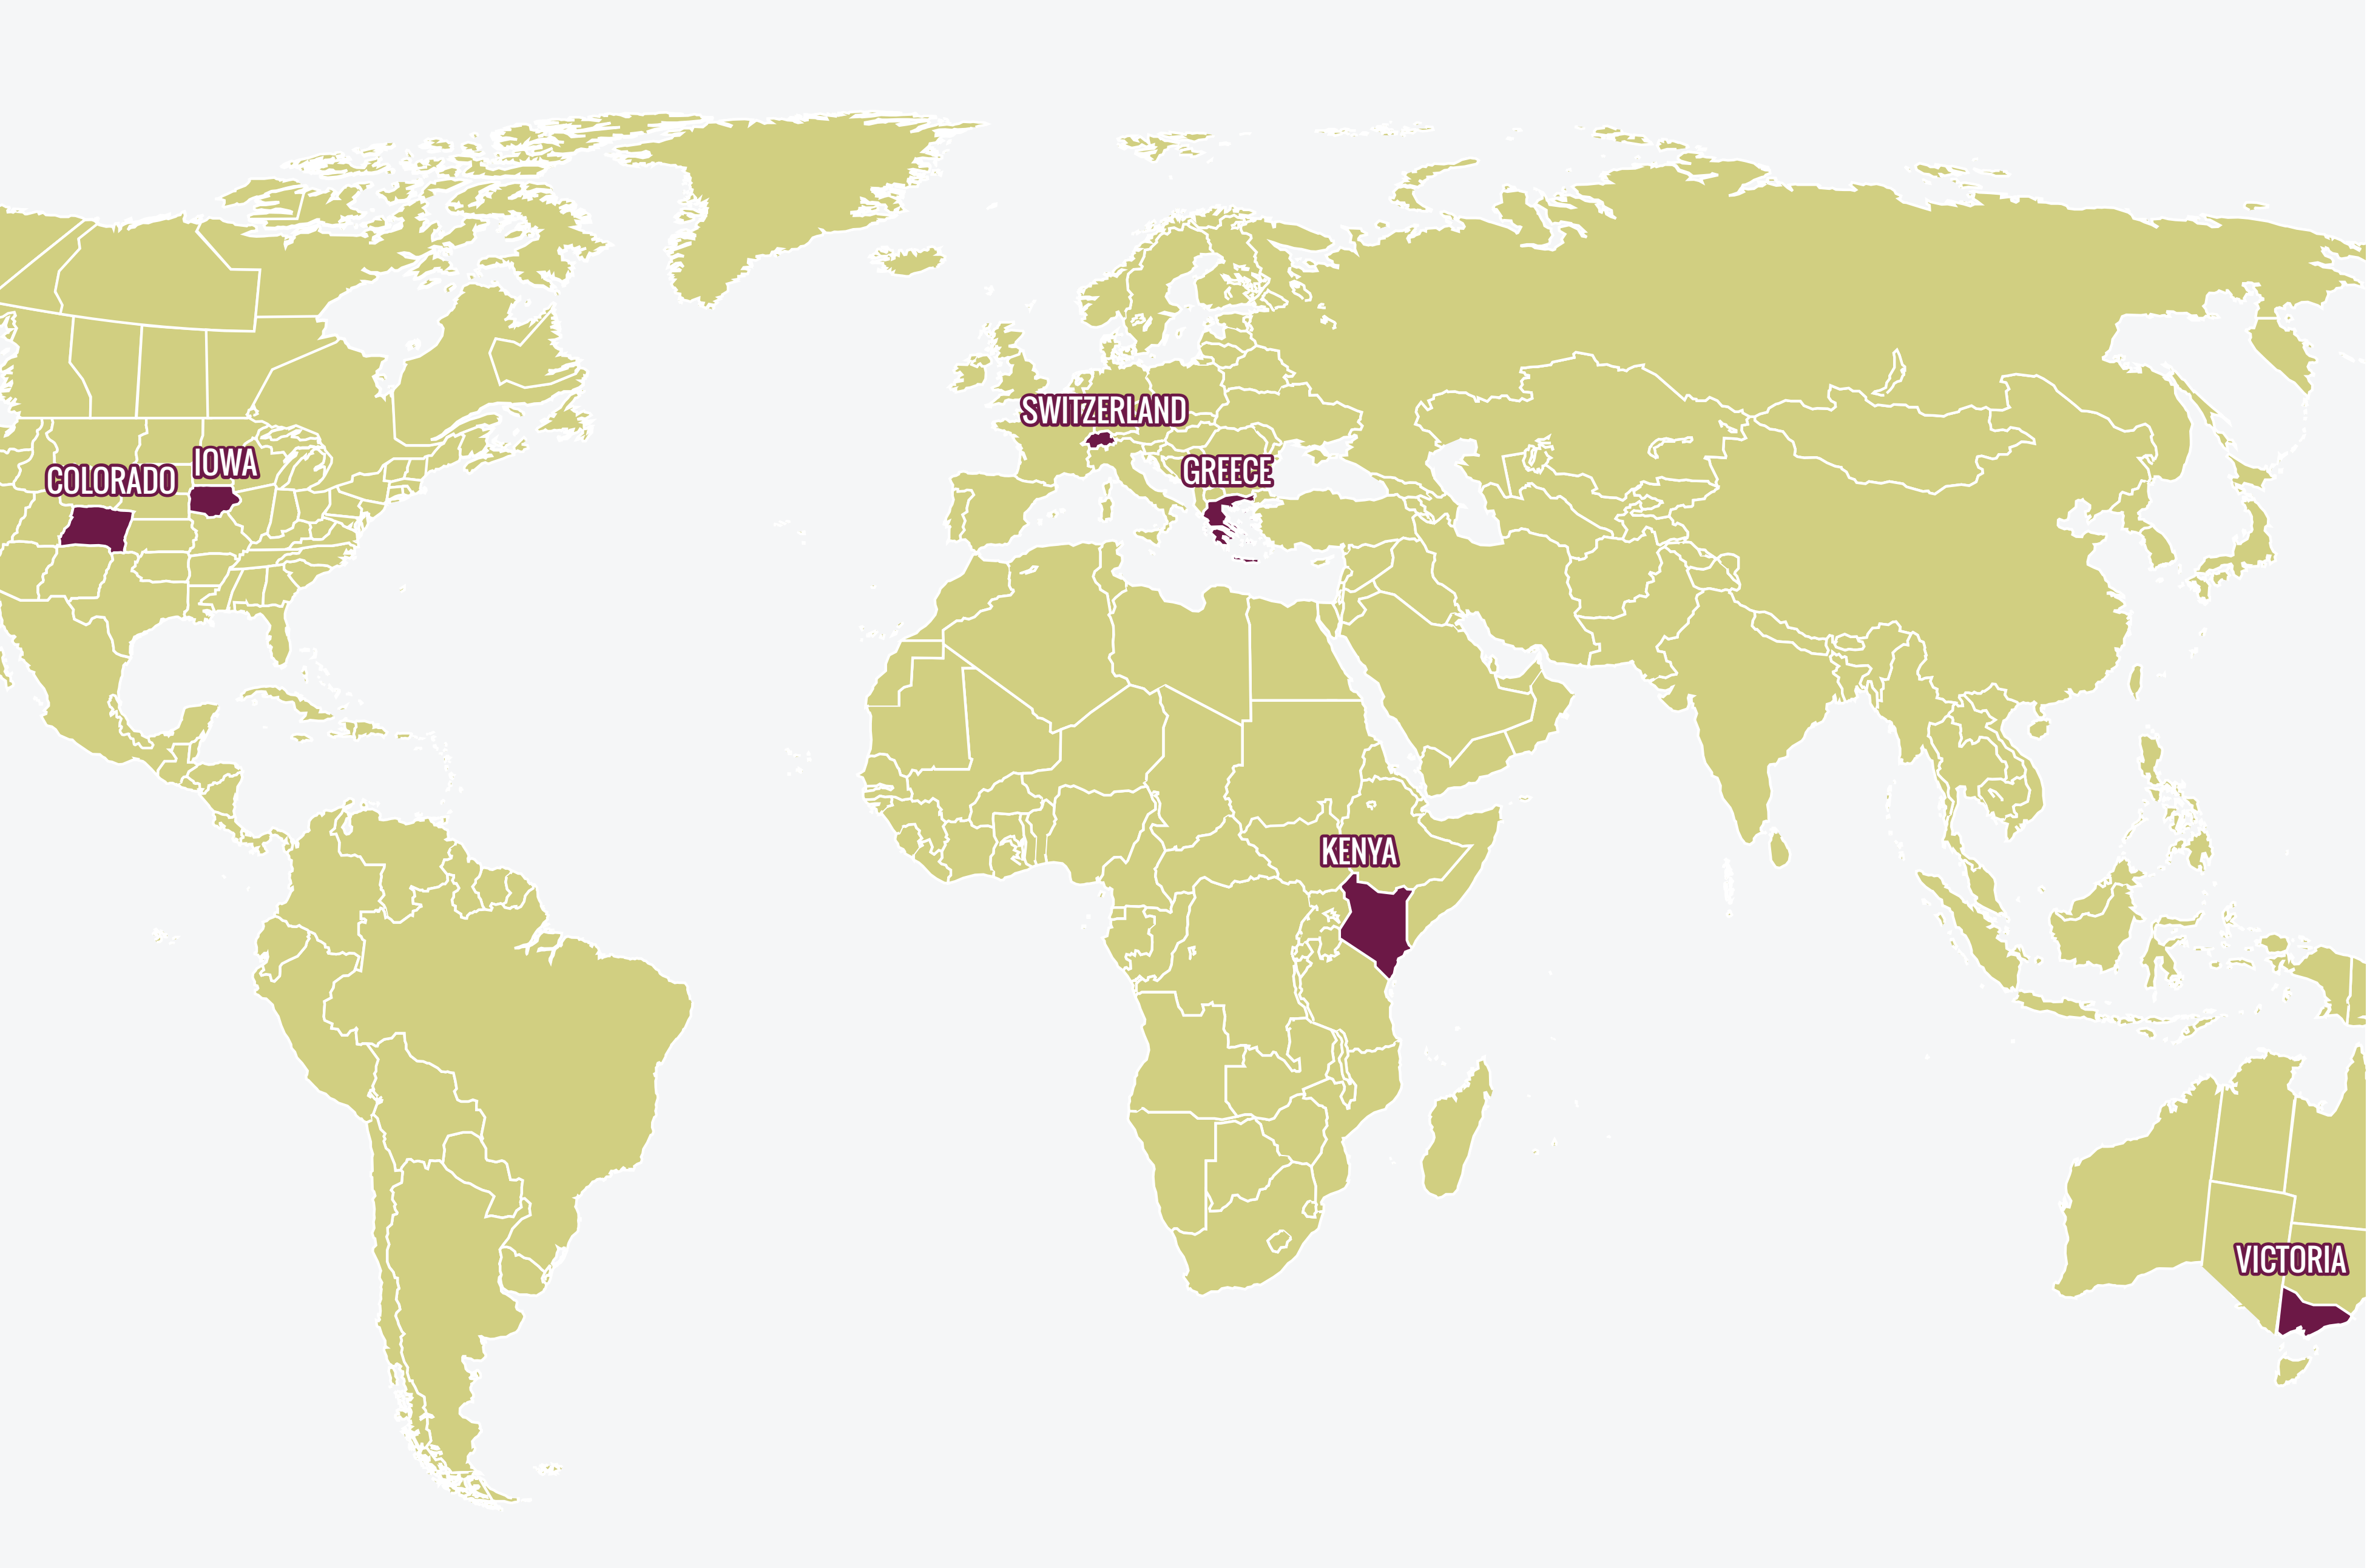 SWITZERLAND
IOWA
GREECE
COLORADO
KENYA
VICTORIA